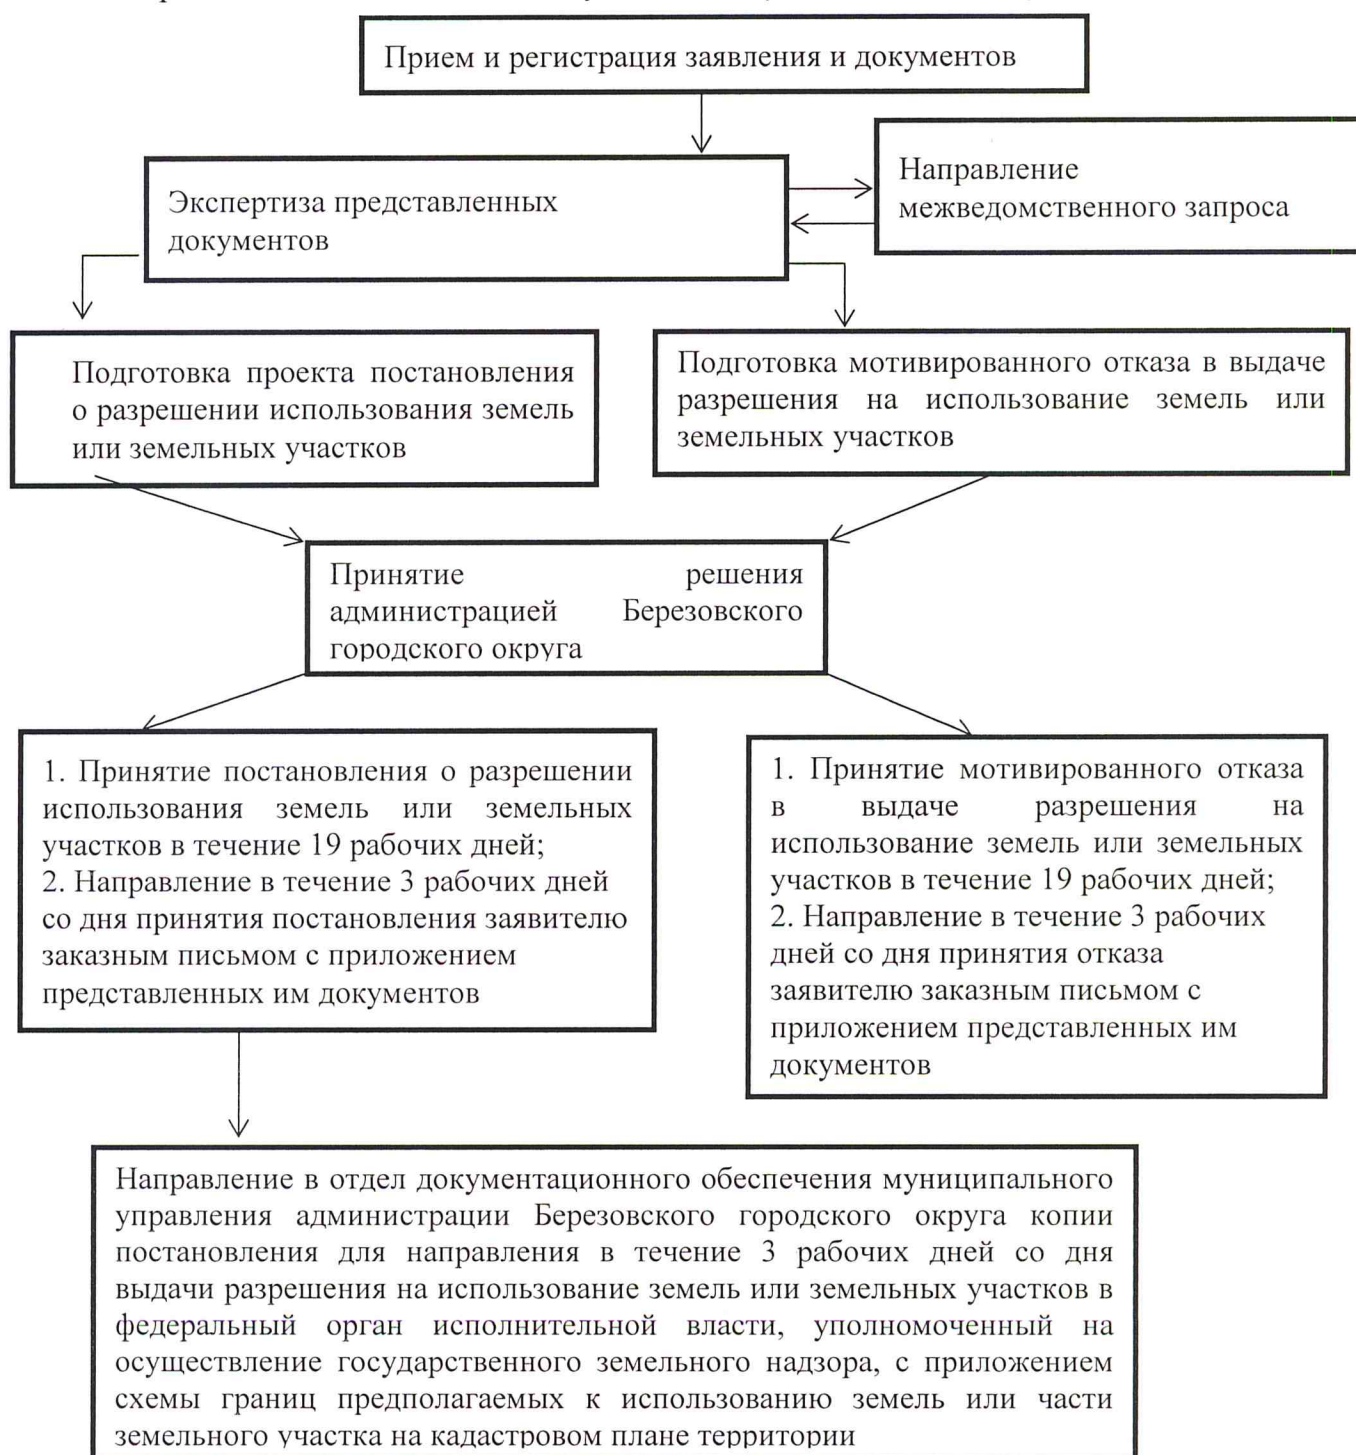 Прием и регистрация заявления и документов
Направление
межведомственного запроса
Экспертиза представленных
документов
Подготовка проекта постановления
о разрешении использования земель
или земельных участков
Подготовка мотивированного отказа в выдаче
разрешения на использование земель или
земельных участков
Принятие решения
администрацией Березовского
городского округа
1. Принятие постановления о разрешении
использования земель или земельных
участков в течение 19 рабочих дней;
2. Направление в течение 3 рабочих дней
со дня принятия постановления заявителю
заказным письмом с приложением
представленных им документов
1. Принятие мотивированного отказа
в выдаче разрешения на
использование земель или земельных
участков в течение 19 рабочих дней;
2. Направление в течение 3 рабочих
дней со дня принятия отказа
заявителю заказным письмом с
приложением представленных им
документов
Направление в отдел документационного обеспечения муниципального
управления администрации Березовского городского округа копии
постановления для направления в течение 3 рабочих дней со дня
выдачи разрешения на использование земель или земельных участков в
федеральный орган исполнительной власти, уполномоченный на
осуществление государственного земельного надзора, с приложением
схемы границ предполагаемых к использованию земель или части
земельного участка на кадастровом плане территории